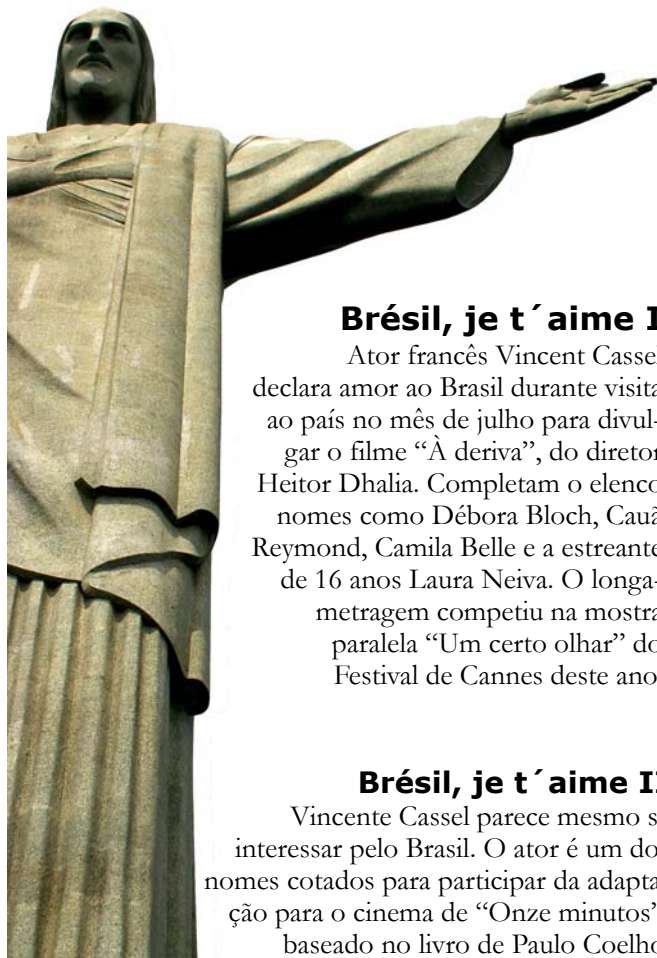 Brésil, je t´aime I
Ator francês Vincent Cassel
declara amor ao Brasil durante visita
ao país no mês de julho para divul-
gar o filme “À deriva”, do diretor
Heitor Dhalia. Completam o elenco
nomes como Débora Bloch, Cauã
Reymond, Camila Belle e a estreante
de 16 anos Laura Neiva. O longa-
metragem competiu na mostra
paralela “Um certo olhar” do
Festival de Cannes deste ano
Brésil, je t´aime II
Vincente Cassel parece mesmo s
interessar pelo Brasil. O ator é um do
nomes cotados para participar da adapta
ção para o cinema de “Onze minutos”
baseado no livro de Paulo Coelho